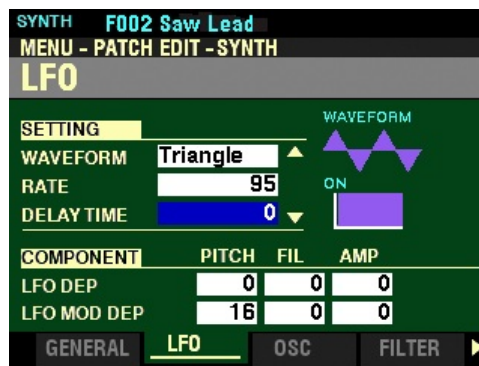 SYNTH F002 Saw Lead
MENU - PATCH EDIT - SYNTH
LFO
SETTING
WAVEFORM Triangle
RATE 95
DELAY TIME 0
WAVEFORM
ON
COMPONENT PITCH FIL AMP
LFO DEP 0 0 0
LFO MOD DEP 16 0 0
GENERAL LFO OSC FILTER